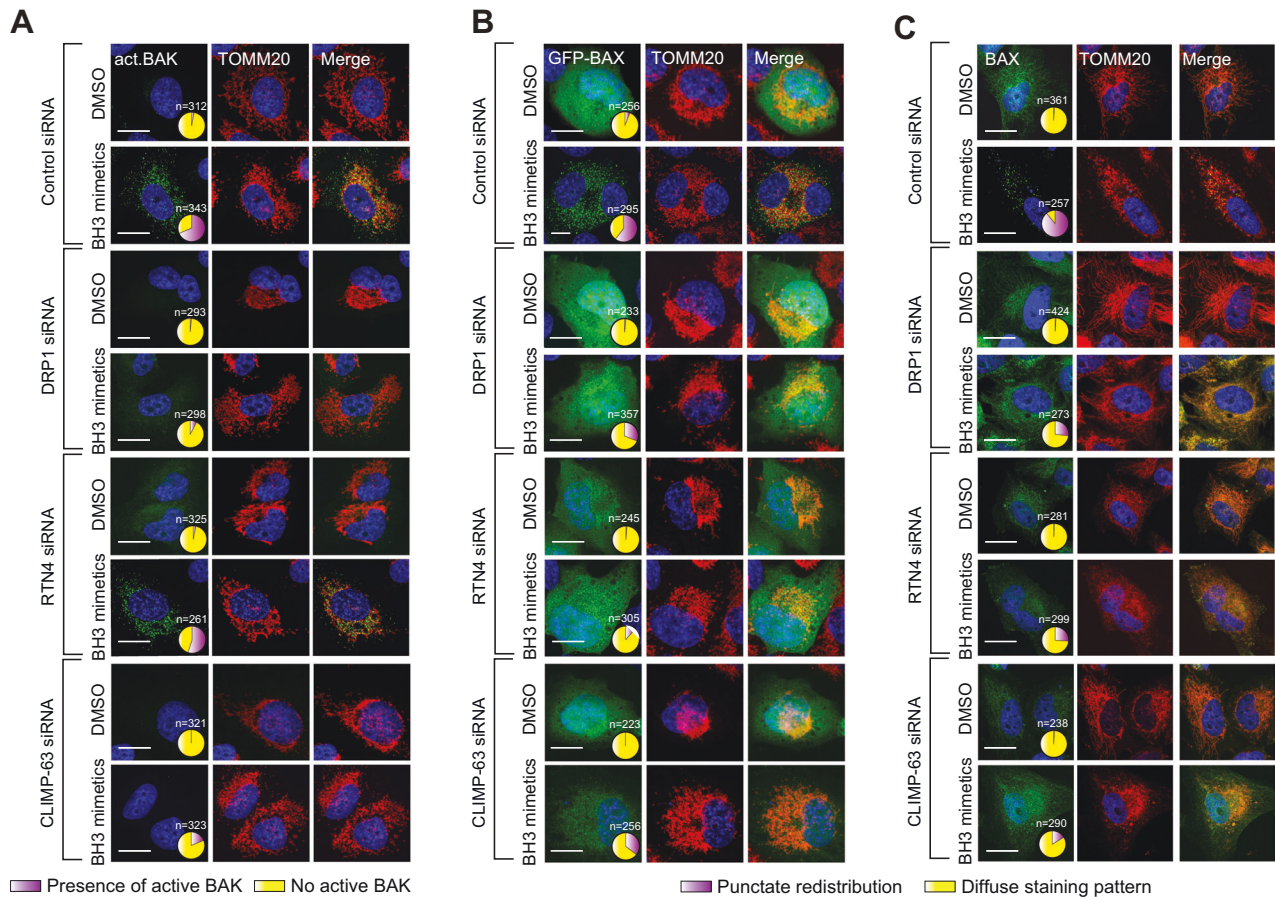 A
act.BAK TOMM20 Merge
Control siRNA
DMSO
n=312
BH3 mimetics
n=343
DRP1 siRNA
DMSO
n=293
BH3 mimetics
n=298
RTN4 siRNA
DMSO
n=325
BH3 mimetics
n=261
CLIMP-63 siRNA
DMSO
n=321
BH3 mimetics
n=323
Presence of active BAK No active BAK
B
GFP-BAX TOMM20 Merge
Control siRNA
DMSO
n=256
BH3 mimetics
n=295
DRP1 siRNA
DMSO
n=233
BH3 mimetics
n=357
RTN4 siRNA
DMSO
n=245
BH3 mimetics
n=305
CLIMP-63 siRNA
DMSO
n=223
BH3 mimetics
n=256
C
BAX TOMM20 Merge
Control siRNA
DMSO
n=361
BH3 mimetics
n=257
DRP1 siRNA
DMSO
n=424
BH3 mimetics
n=273
RTN4 siRNA
DMSO
n=281
BH3 mimetics
n=299
CLIMP-63 siRNA
DMSO
n=238
BH3 mimetics
n=290
Punctate redistribution Diffuse staining pattern